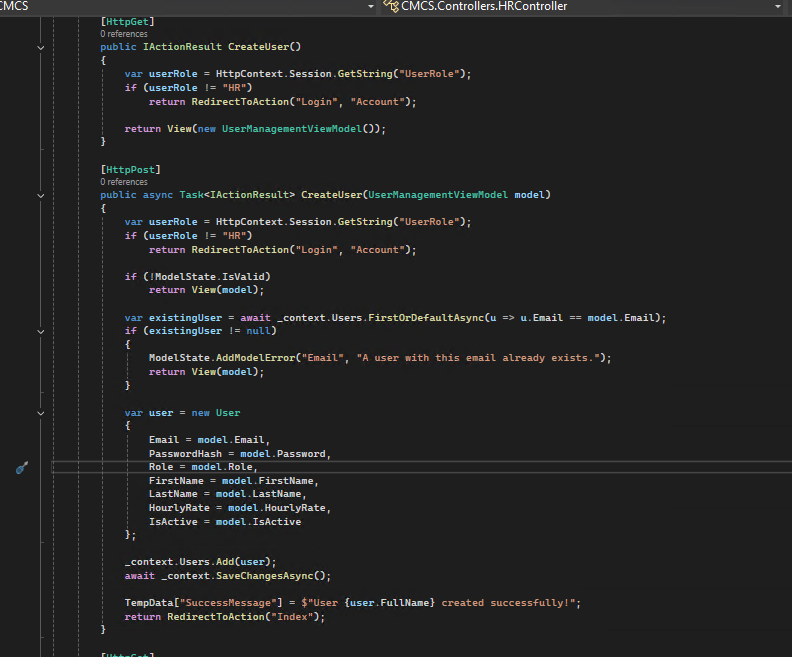 CMCS
CMCS.Controllers.HRController
[HttpGet]
0 references
public IActionResult CreateUser()
{
var userRole = HttpContext.Session.GetString("UserRole");
if (userRole != "HR")
return RedirectToAction("Login", "Account");
return View(new UserManagementViewModel());
}
[HttpPost]
0 references
public async Task<IActionResult> CreateUser(UserManagementViewModel model)
{
var userRole = HttpContext.Session.GetString("UserRole");
if (userRole != "HR")
return RedirectToAction("Login", "Account");
if (!ModelState.IsValid)
return View(model);
var existingUser = await _context.Users.FirstOrDefaultAsync(u => u.Email == model.Email);
if (existingUser != null)
{
ModelState.AddModelError("Email", "A user with this email already exists.");
return View(model);
}
var user = new User
{
Email = model.Email,
PasswordHash = model.Password,
Role = model.Role,
FirstName = model.FirstName,
LastName = model.LastName,
HourlyRate = model.HourlyRate,
IsActive = model.IsActive
};
_context.Users.Add(user);
await _context.SaveChangesAsync();
TempData["SuccessMessage"] = $"User {user.FullName} created successfully!";
return RedirectToAction("Index");
}
[HttpGet]